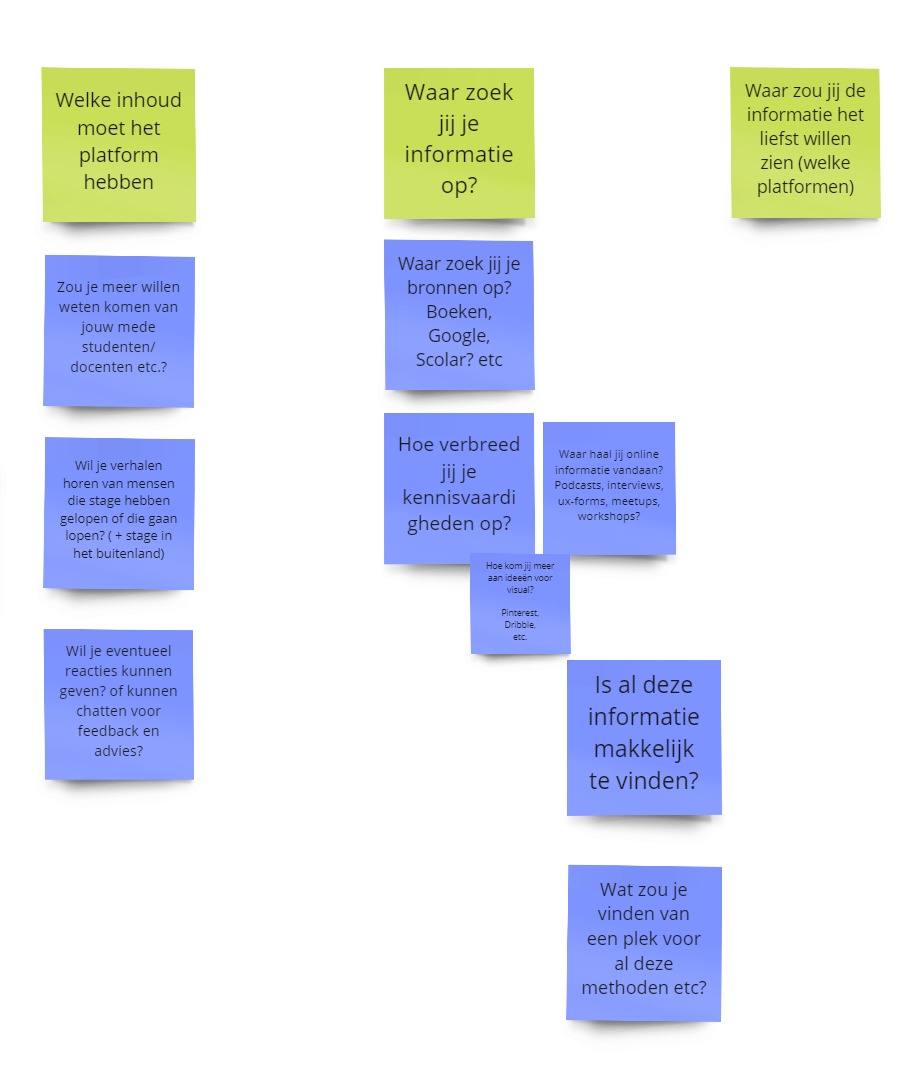 Welke inhoud
moet het
platform
hebben
Zou je meer willen
weten komen van
jouw mede
studenten/
docenten etc.?
Wil je verhalen
horen van mensen
die stage hebben
gelopen of die gaan
lopen? ( + stage in
het buitenland)
Wil je eventueel
reacties kunnen
geven? of kunnen
chatten voor
feedback en
advies?
Waar zoek
jij je
informatie
op?
Waar zoek jij je
bronnen op?
Boeken,
Google,
Scolar? etc
Hoe verbreed
jij je
kennisvaardi
gheden op?
Waar haal jij online
informatie vandaan?
Podcasts, interviews,
ux-forms, meetups,
workshops?
Hoe kom jij meer
aan ideeën voor
visual?
Pinterest,
Dribble,
etc.
Is al deze
informatie
makkelijk
te vinden?
Wat zou je
vinden van
een plek voor
al deze
methoden etc?
Waar zou jij de
informatie het
liefst willen
zien (welke
platformen)